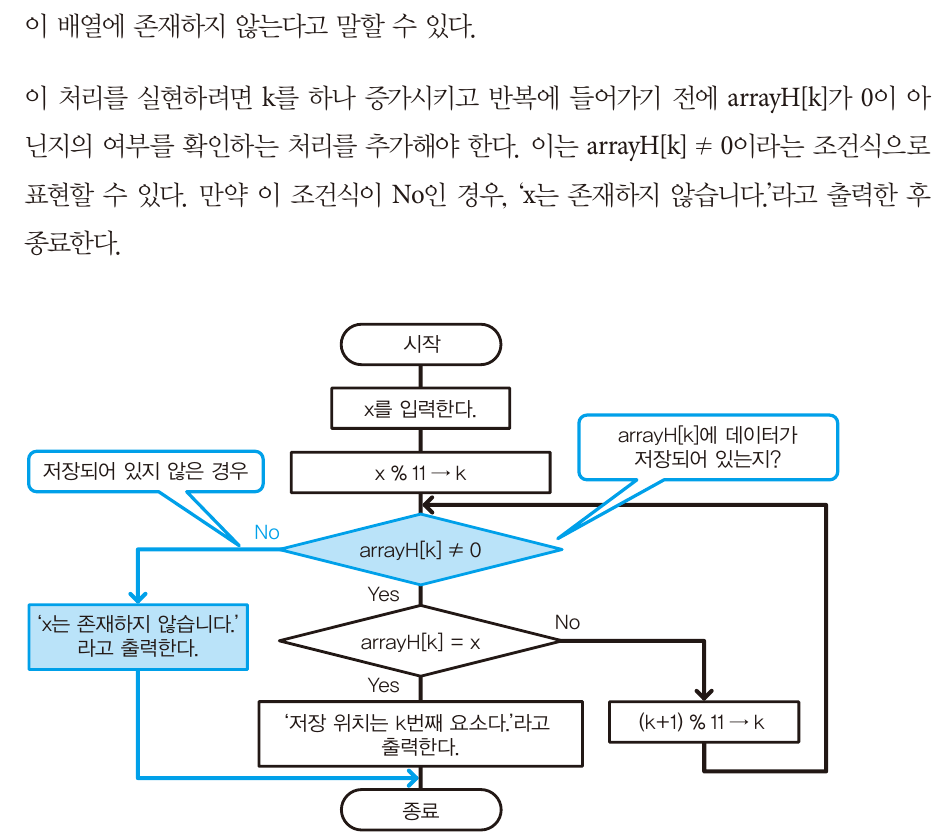 이 배열에 존재하지 않는다고 말할 수 있다.
이 처리를 실현하려면 k를 하나 증가시키고 반복에 들어가기 전에 arrayH[k]가 0이 아
닌지의 여부를 확인하는 처리를 추가해야 한다. 이는 arrayH[k] ≠ 0이라는 조건식으로
표현할 수 있다. 만약 이 조건식이 No인 경우, ‘x는 존재하지 않습니다.’라고 출력한 후
종료한다.
시작
x를 입력한다.
arrayH[k]에 데이터가
저장되어 있는지?
저장되어 있지 않은 경우
x % 11 → k
No
arrayH[k] ≠ 0
Yes
‘x는 존재하지 않습니다.’
라고 출력한다.
arrayH[k] = x
No
Yes
‘저장 위치는 k번째 요소다.’라고
출력한다.
(k+1) % 11 → k
종료